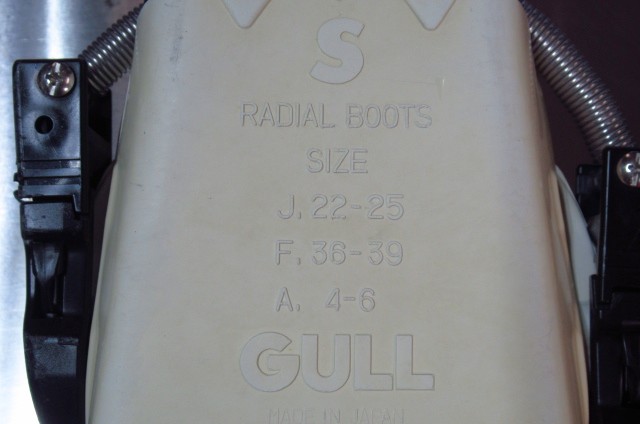 S
RADIAL BOOTS
SIZE
J. 22-25
F. 36-39
A. 4-6
GULL
MADE IN JAPAN